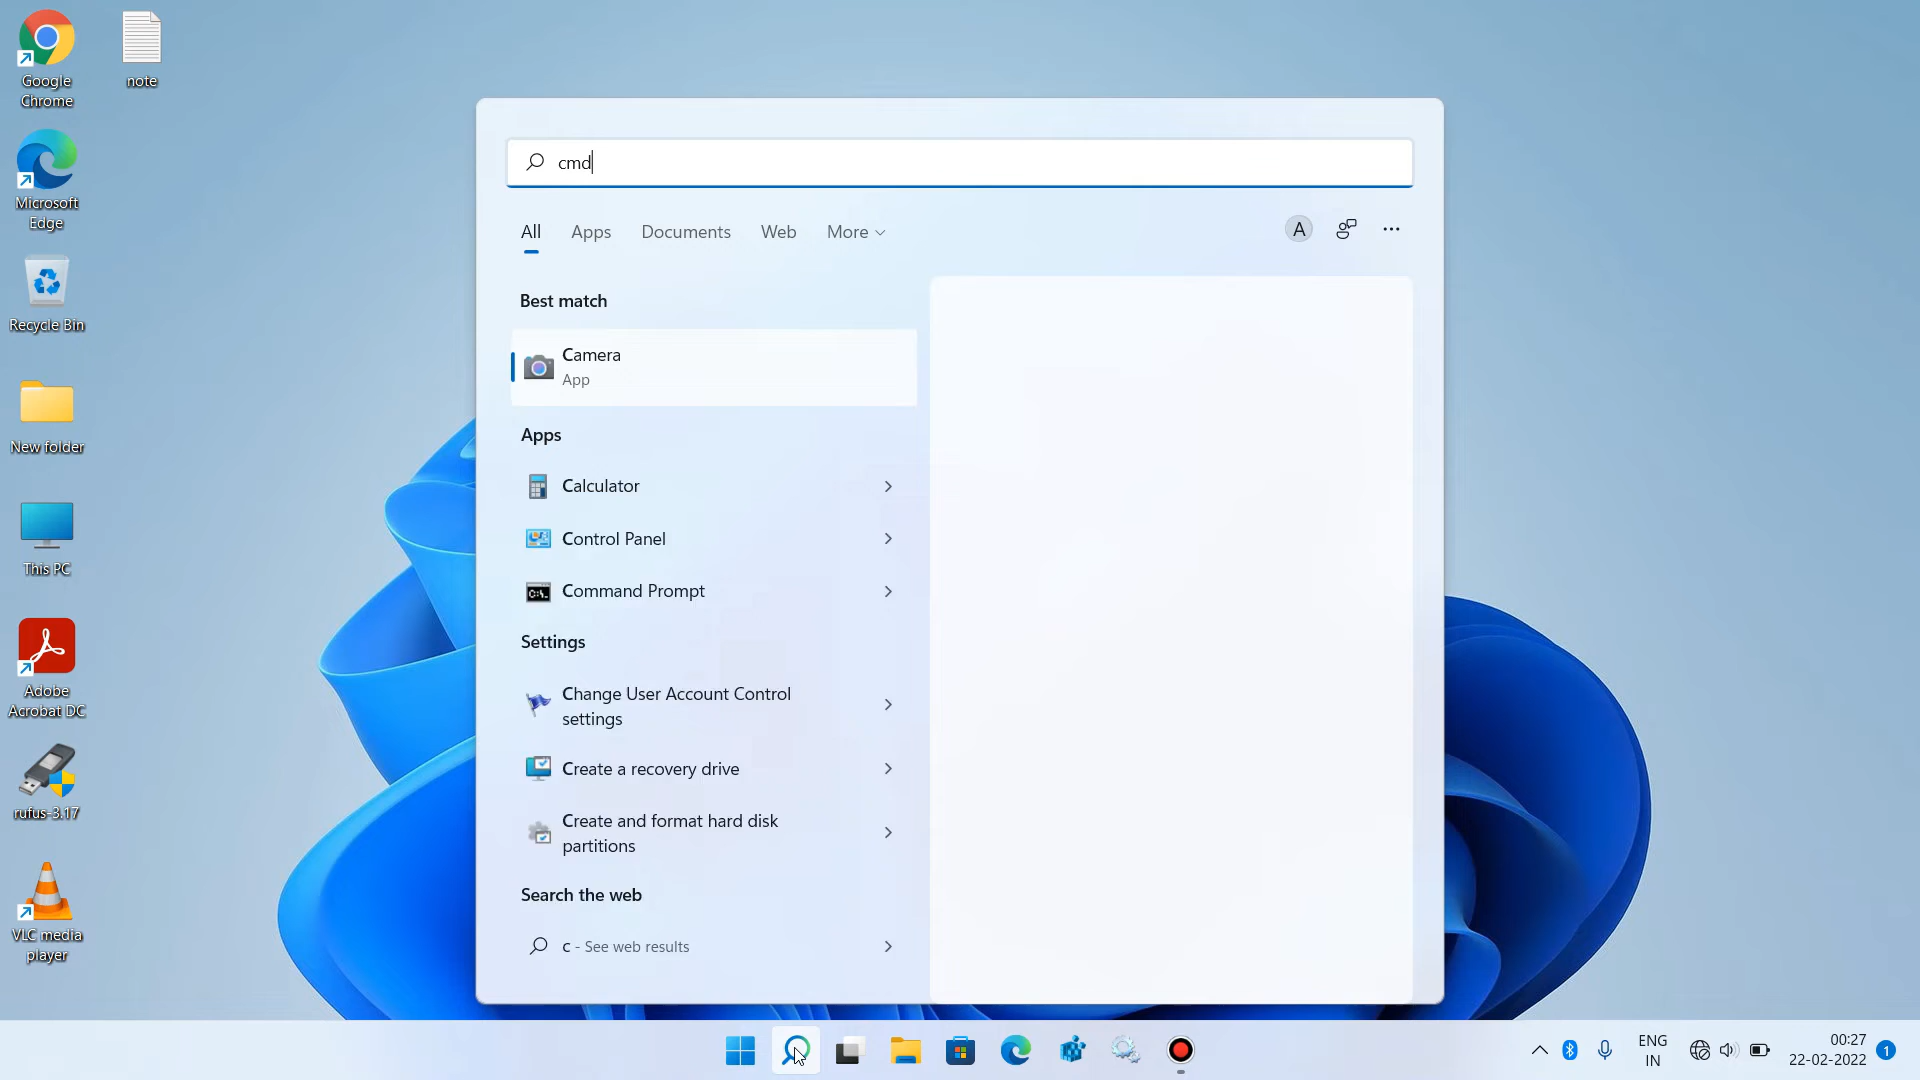 Google
Chrome
note
Microsoft
Edge
Recycle Bin
New folder
This PC
Adobe
Acrobat DC
rufus-3.17
VLC media
player
cmd
All
Apps
Documents
Web
More
A
Best match
Camera
App
Apps
Calculator
Control Panel
Command Prompt
Settings
Change User Account Control
settings
Create a recovery drive
Create and format hard disk
partitions
Search the web
c - See web results
ENG
IN
00:27
22-02-2022
1